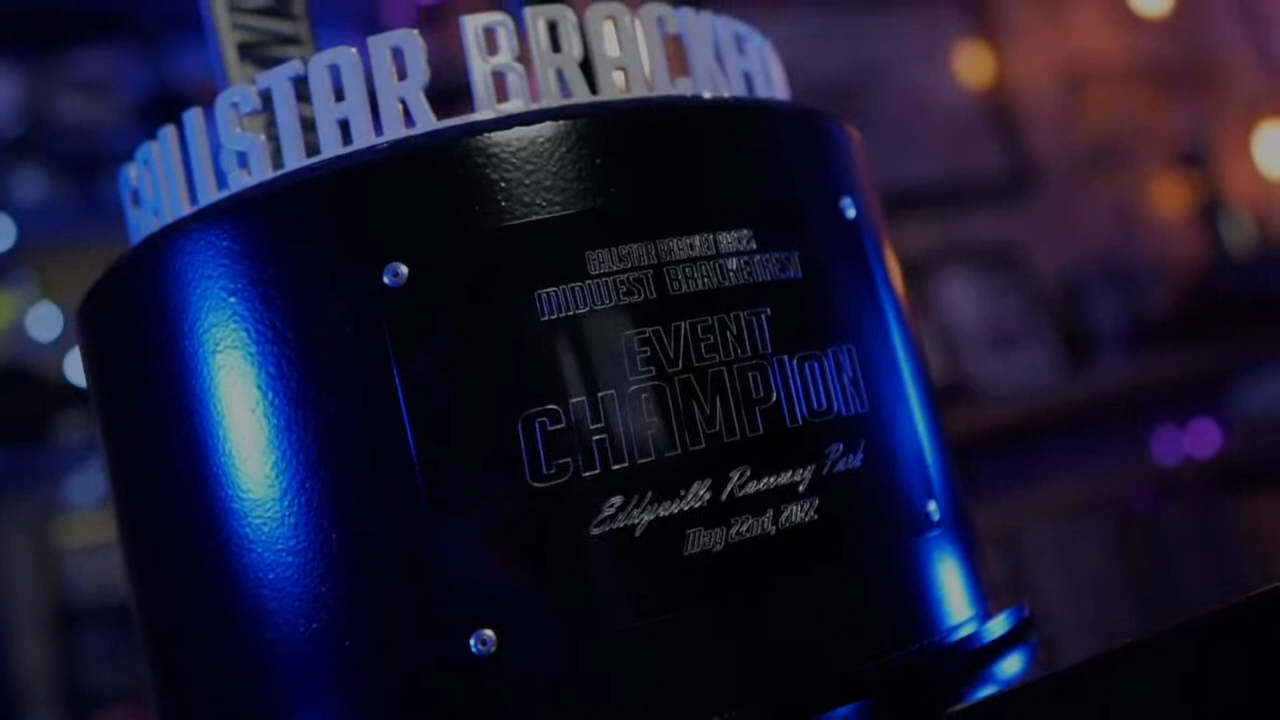 GALLSTAR BRACKET
GALLSTAR BRACKET RACES
MIDWEST BRACKETFEST
EVENT
CHAMPION
Eddyville Raceway Park
May 22nd, 2022